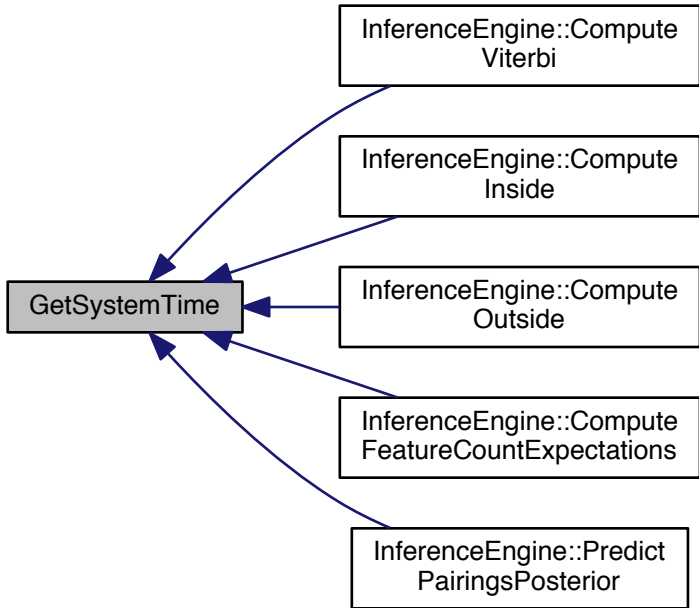 InferenceEngine::Compute
Viterbi
InferenceEngine::Compute
Inside
GetSystemTime
InferenceEngine::Compute
Outside
InferenceEngine::Compute
FeatureCountExpectations
InferenceEngine::Predict
PairingsPosterior